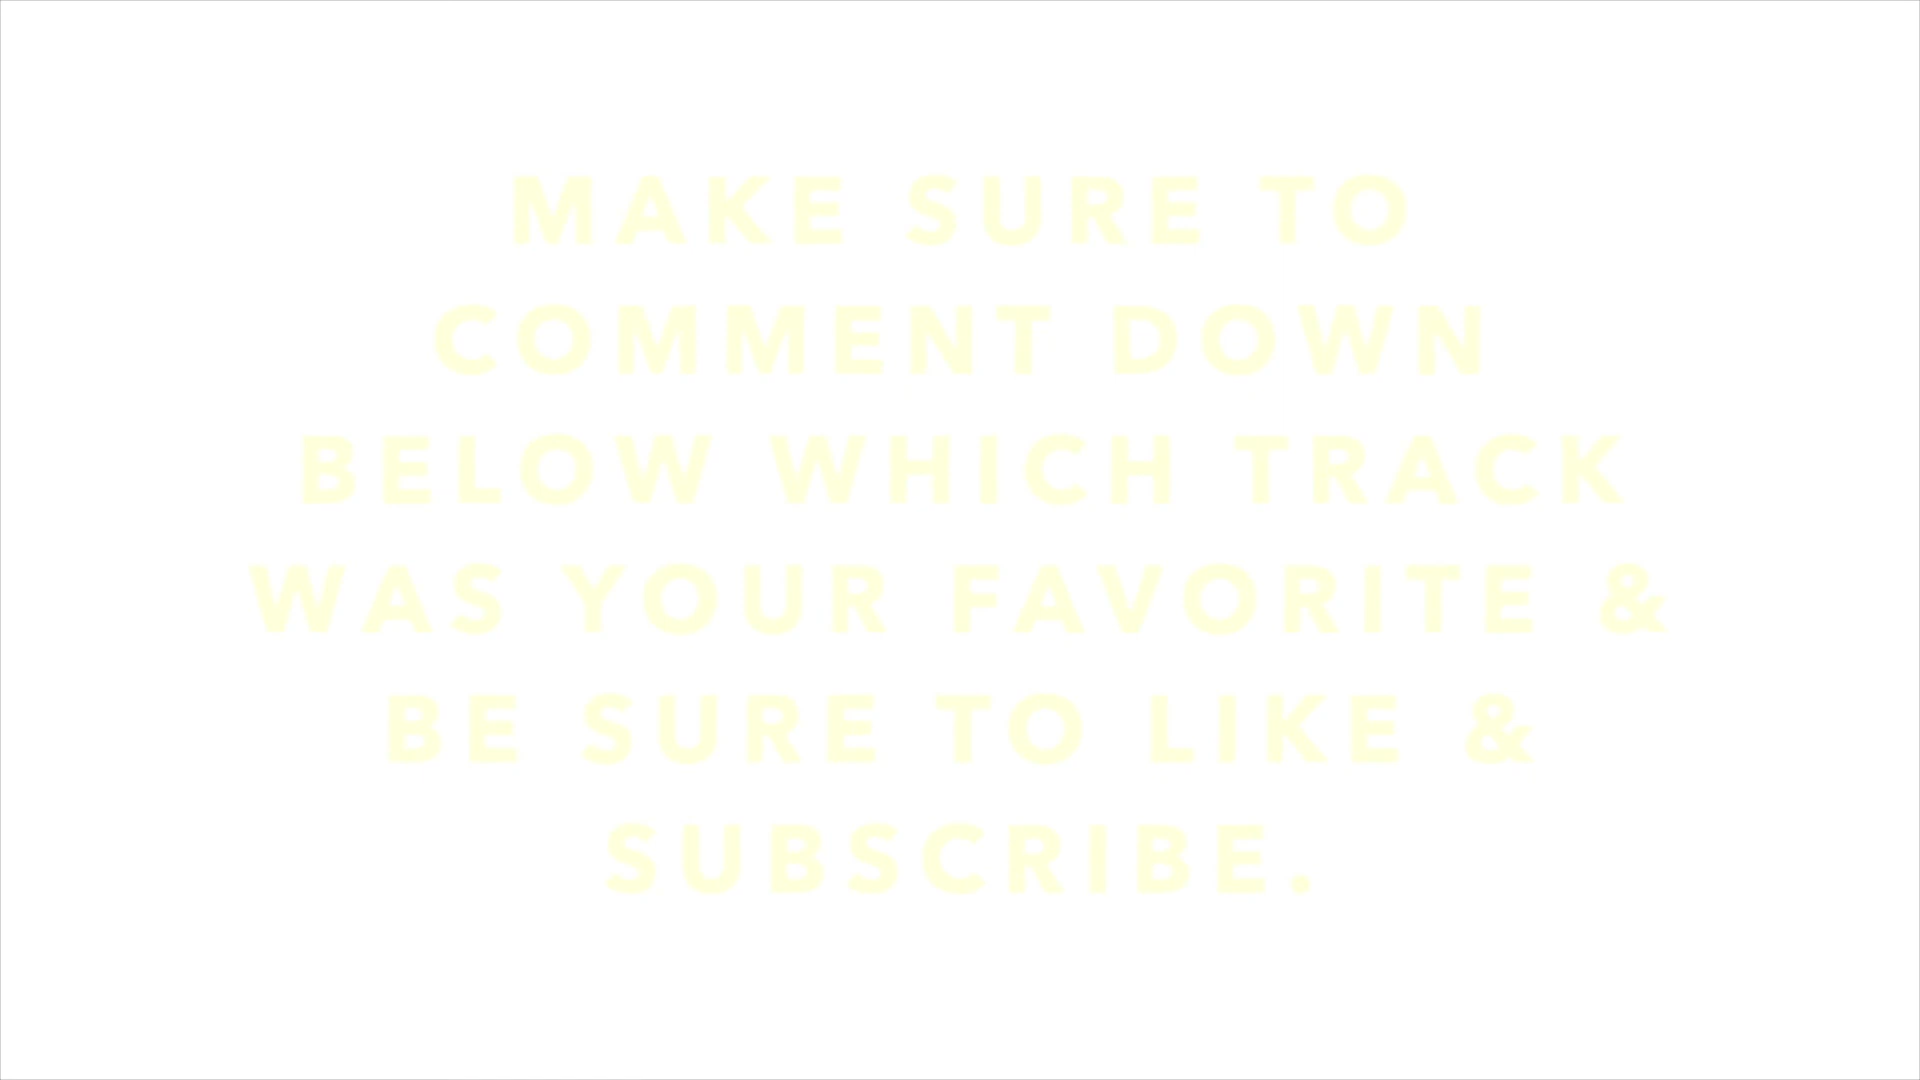 MAKE SURE TO
COMMENT DOWN
BELOW WHICH TRACK
WAS YOUR FAVORITE &
BE SURE TO LIKE &
SUBSCRIBE.